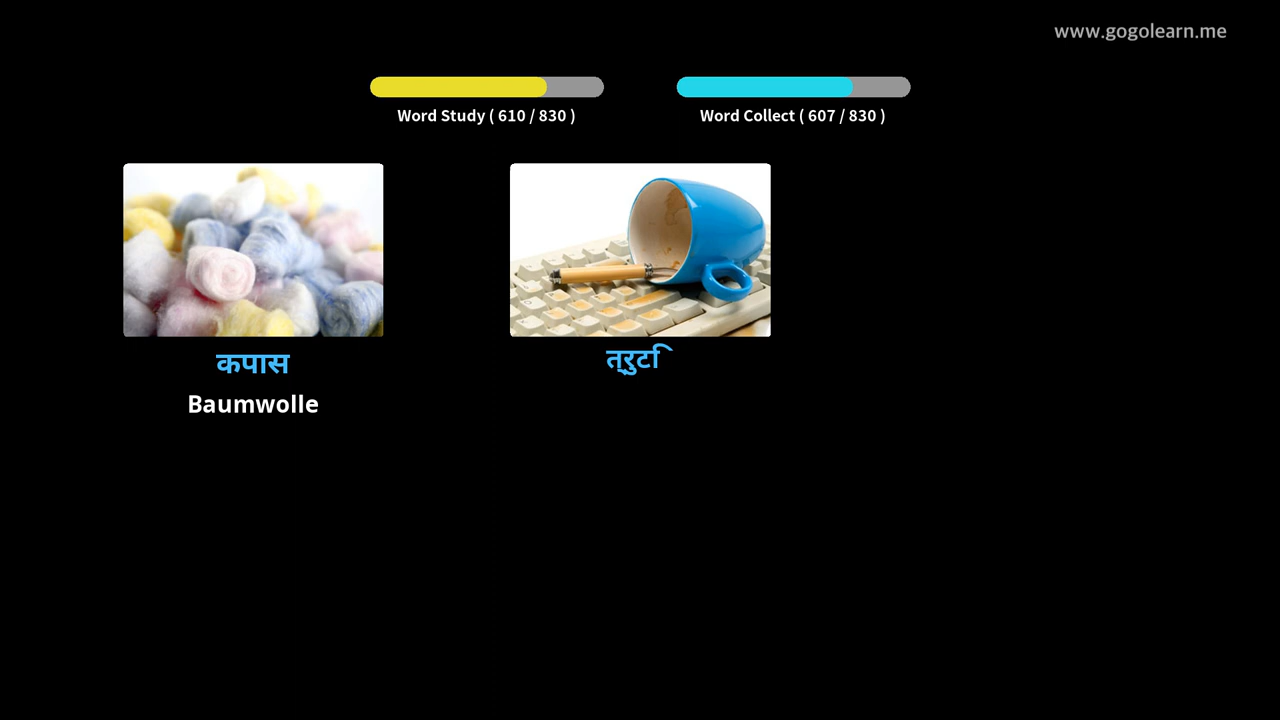 www.gogolearn.me
Word Study ( 610 / 830 )
Word Collect ( 607 / 830 )
कपास
Baumwolle
त्रुटि